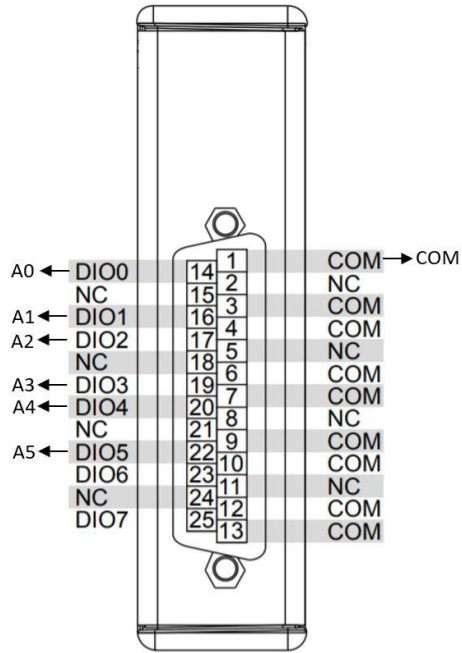 1 COM COM
A0 DIO0 14
2 NC
NC 15
3 COM
A1 DIO1 16
4 COM
A2 DIO2 17
5 NC
NC 18
6 COM
A3 DIO3 19
7 COM
A4 DIO4 20
8 NC
NC 21
9 COM
A5 DIO5 22
10 COM
DIO6 23
11 NC
NC 24
12 COM
DIO7 25
13 COM